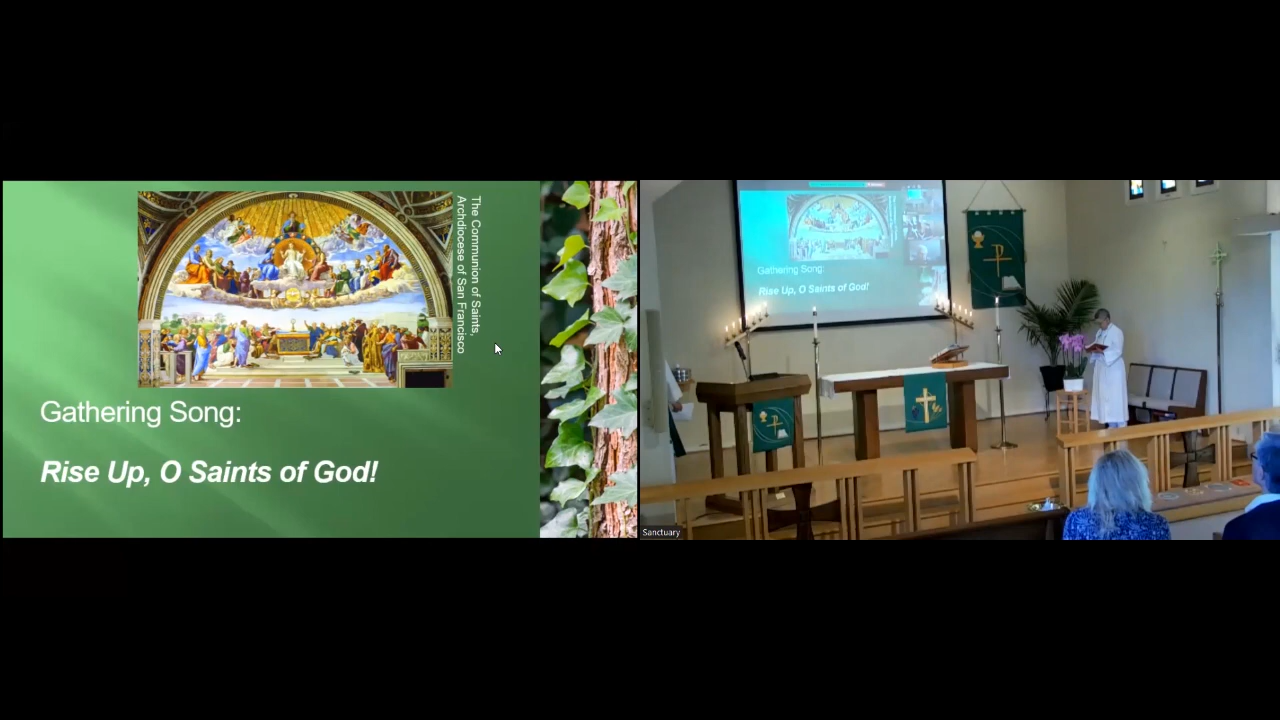 The Communion of Saints,
Archdiocese of San Francisco
Gathering Song:
Rise Up, O Saints of God!
Gathering Song:
Rise Up, O Saints of God!
Sanctuary